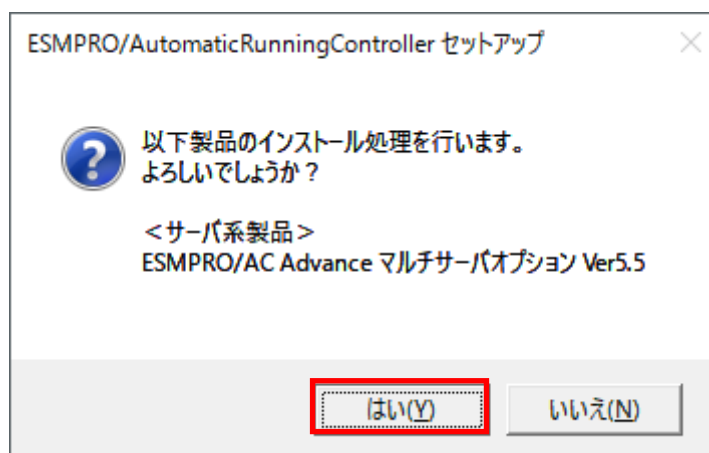 ESMPRO/AutomaticRunningController セットアップ
以下製品のインストール処理を行います。
よろしいでしょうか？
＜サーバ系製品＞
ESMPRO/AC Advance マルチサーバオプション Ver5.5
はい(Y)
いいえ(N)